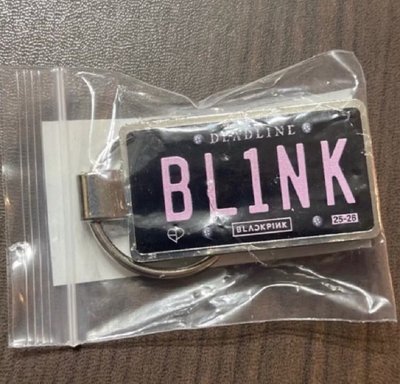 DEADLINE
BL1NK
BLACKPINK
25-26